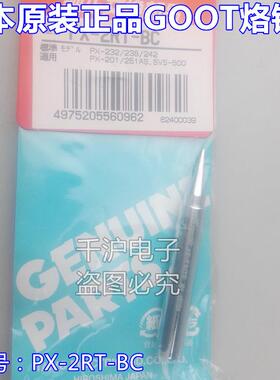 本原装正品GOOT烙铁
PX-2RT-BC
標準モデル PX-232/238/242
適用 PX-201/251AS.SVS-500
4975205560962 82400039
GENUINE
PARTS
千沪电子
盗图必究
HIROSHIMA JAPAN
号：PX-2RT-BC